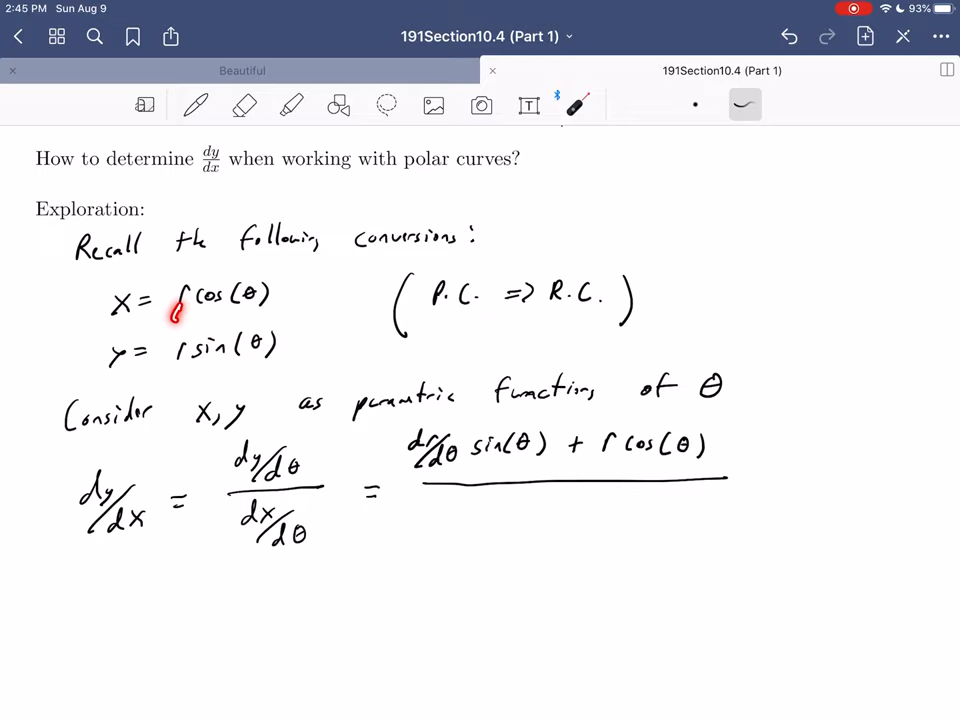 2:45 PM Sun Aug 9
93%
191Section10.4 (Part 1)
Beautiful
191Section10.4 (Part 1)
T
How to determine dy/dx when working with polar curves?
Exploration:
Recall the following conversions:
x = r cos(θ) ( P.C. => R.C. )
y = r sin(θ)
Consider x, y as parametric functions of θ
dy/dx = (dy/dθ)/(dx/dθ) = dr/dθ sin(θ) + r cos(θ)